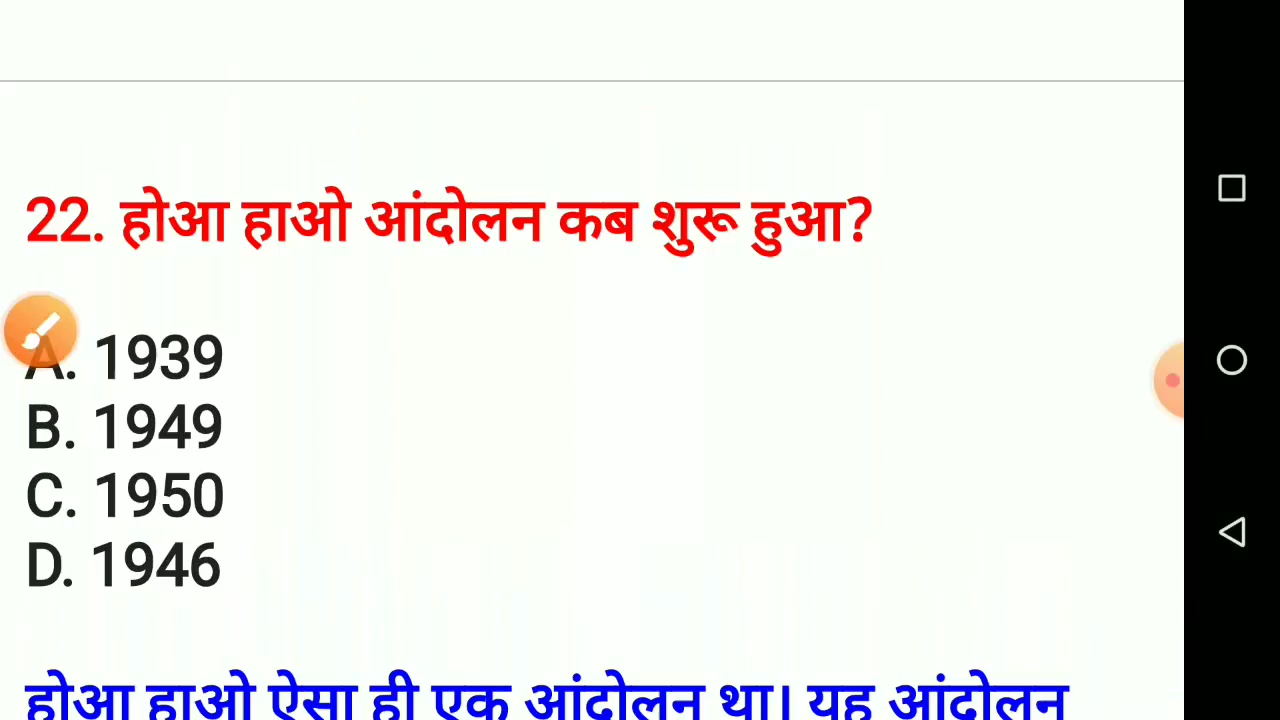 22. होआ हाओ आंदोलन कब शुरू हुआ?
A. 1939
B. 1949
C. 1950
D. 1946
होआ हाओ ऐसा ही एक आंदोलन था। यह आंदोलन